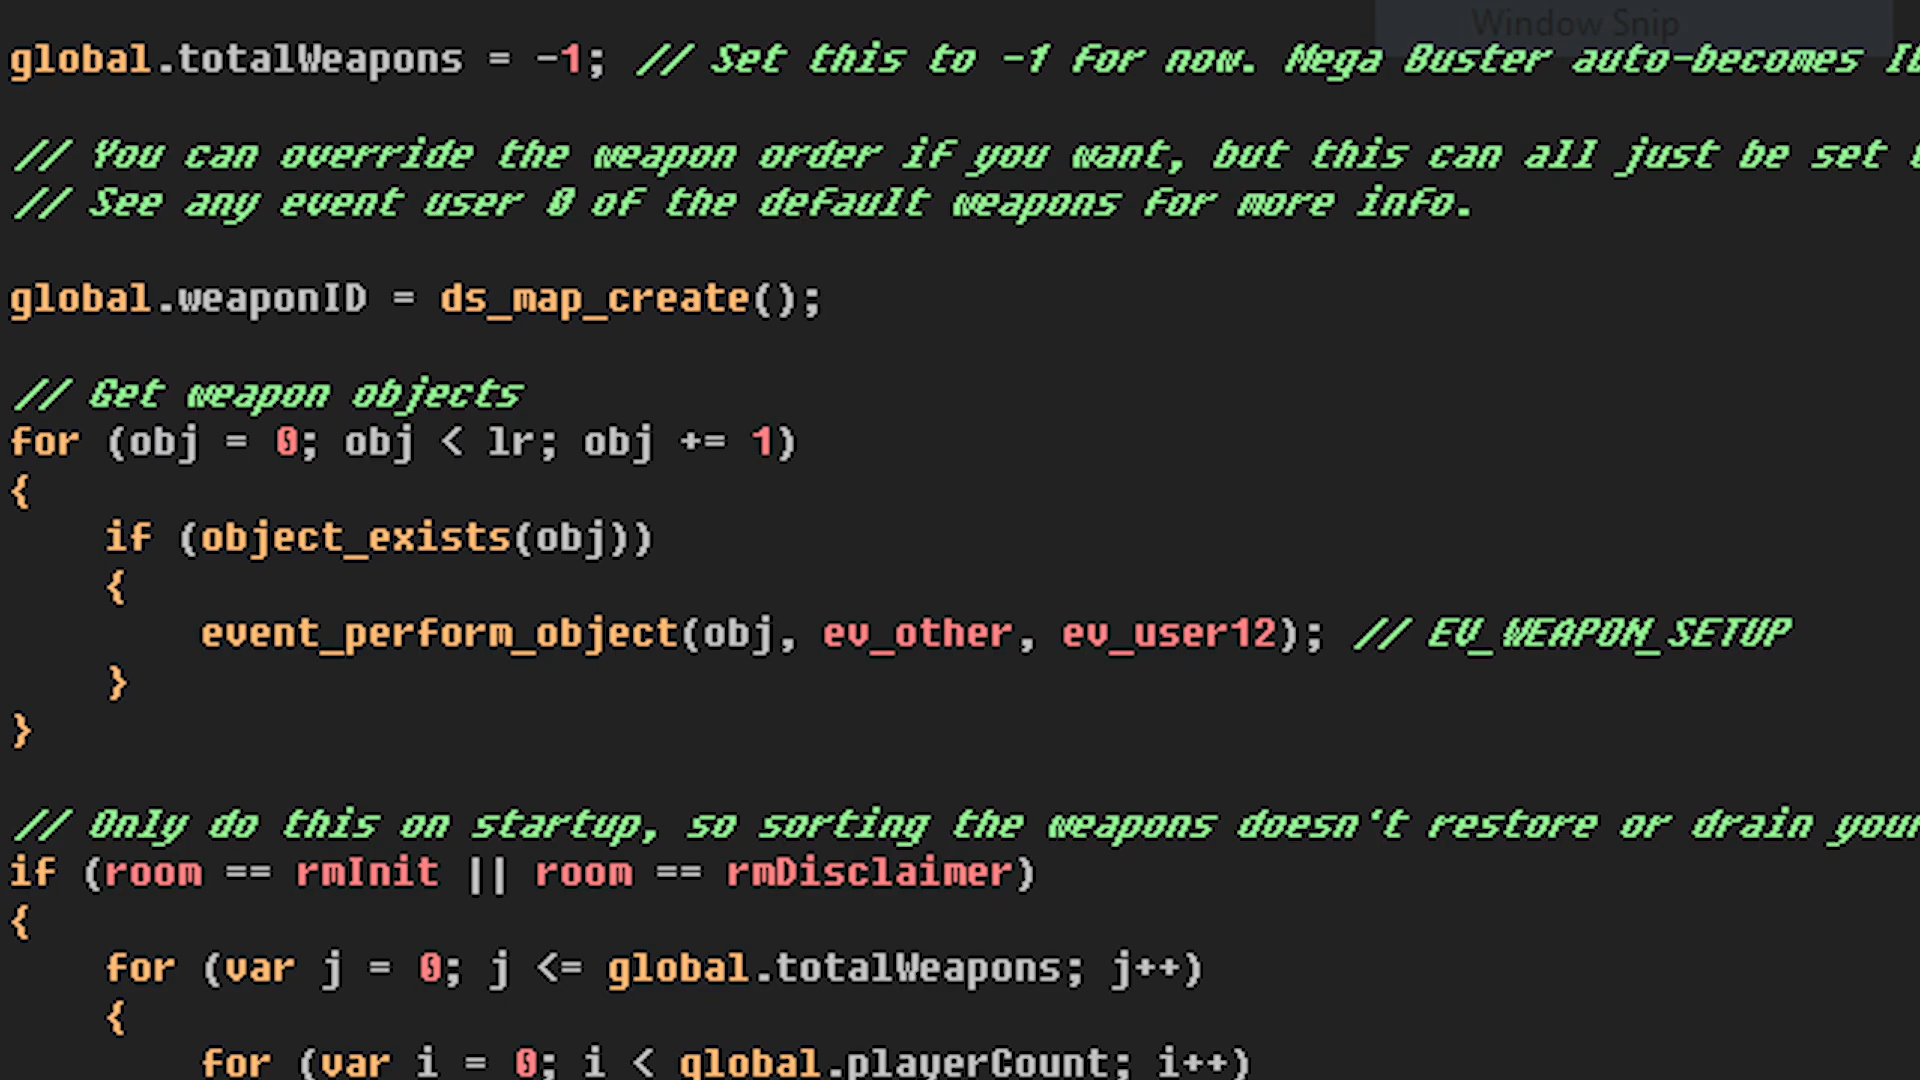 Window Snip
global.totalWeapons = -1; // Set this to -1 for now. Mega Buster auto-becomes
// You can override the weapon order if you want, but this can all just be set
// See any event user 0 of the default weapons for more info.
global.weaponID = ds_map_create();
// Get weapon objects
for (obj = 0; obj < lr; obj += 1)
{
    if (object_exists(obj))
    {
        event_perform_object(obj, ev_other, ev_user12); // EV_WEAPON_SETUP
    }
}
// Only do this on startup, so sorting the weapons doesn't restore or drain your
if (room == rmInit || room == rmDisclaimer)
{
    for (var j = 0; j <= global.totalWeapons; j++)
    {
        for (var i = 0; i < global.playerCount; i++)